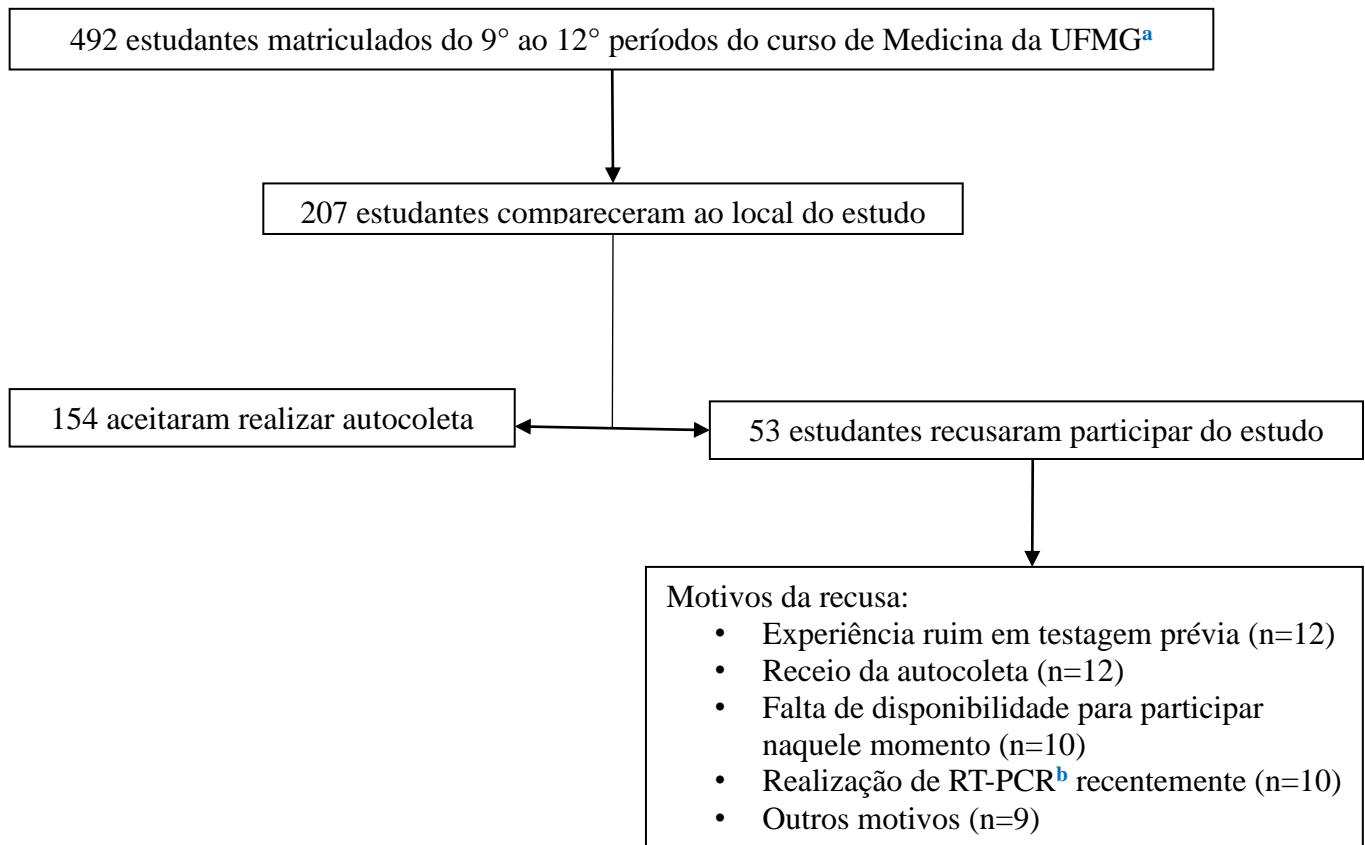 492 estudantes matriculados do 9° ao 12° períodos do curso de Medicina da UFMGᵃ
207 estudantes compareceram ao local do estudo
154 aceitaram realizar autocoleta
53 estudantes recusaram participar do estudo
Motivos da recusa:
• Experiência ruim em testagem prévia (n=12)
• Receio da autocoleta (n=12)
• Falta de disponibilidade para participar
naquele momento (n=10)
• Realização de RT-PCRᵇ recentemente (n=10)
• Outros motivos (n=9)